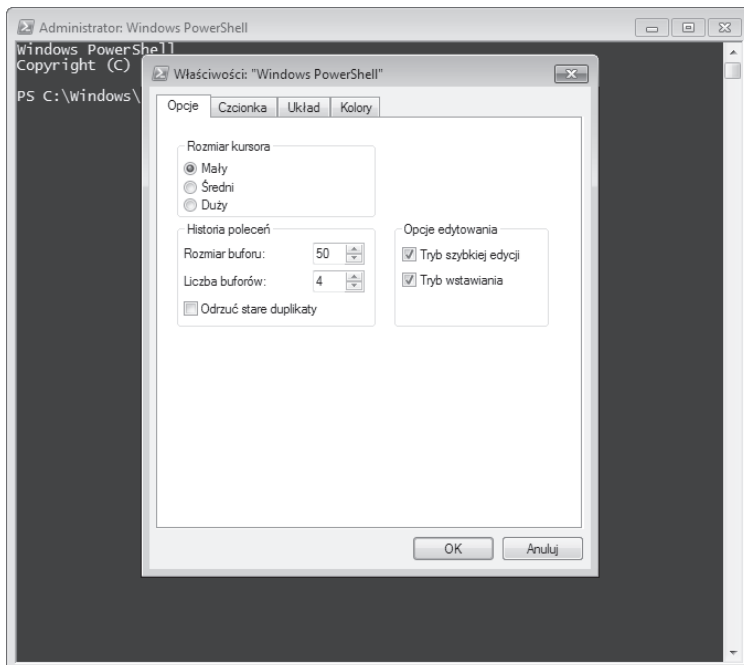 Administrator: Windows PowerShell
Windows PowerShell
Copyright (C)
PS C:\Windows\
Właściwości: "Windows PowerShell"
Opcje Czcionka Układ Kolory
Rozmiar kursora
Mały
Średni
Duży
Historia poleceń
Rozmiar buforu: 50
Liczba buforów: 4
Odrzuć stare duplikaty
Opcje edytowania
Tryb szybkiej edycji
Tryb wstawiania
OK Anuluj